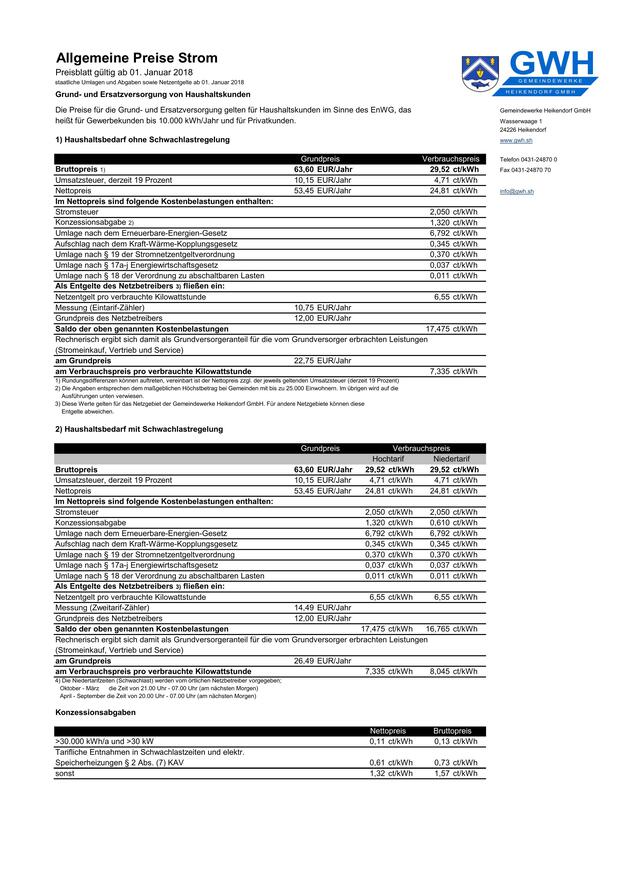 Allgemeine Preise Strom
Preisblatt gültig ab 01. Januar 2018
staatliche Umlagen und Abgaben sowie Netzentgelte ab 01. Januar 2018
Grund- und Ersatzversorgung von Haushaltskunden
GWH
GEMEINDEWERKE
HEIKENDORF GMBH
Die Preise für die Grund- und Ersatzversorgung gelten für Haushaltskunden im Sinne des EnWG, das
heißt für Gewerbekunden bis 10.000 kWh/Jahr und für Privatkunden.
Gemeindewerke Heikendorf GmbH
Wasserwaage 1
24226 Heikendorf
www.gwh.sh
Telefon 0431-24870 0
Fax 0431-24870 70
info@gwh.sh
1) Haushaltsbedarf ohne Schwachlastregelung
Grundpreis Verbrauchspreis
Bruttopreis 1) 63,60 EUR/Jahr 29,52 ct/kWh
Umsatzsteuer, derzeit 19 Prozent 10,15 EUR/Jahr 4,71 ct/kWh
Nettopreis 53,45 EUR/Jahr 24,81 ct/kWh
Im Nettopreis sind folgende Kostenbelastungen enthalten:
Stromsteuer 2,050 ct/kWh
Konzessionsabgabe 2) 1,320 ct/kWh
Umlage nach dem Erneuerbare-Energien-Gesetz 6,792 ct/kWh
Aufschlag nach dem Kraft-Wärme-Kopplungsgesetz 0,345 ct/kWh
Umlage nach § 19 der Stromnetzentgeltverordnung 0,370 ct/kWh
Umlage nach § 17a-j Energiewirtschaftsgesetz 0,037 ct/kWh
Umlage nach § 18 der Verordnung zu abschaltbaren Lasten 0,011 ct/kWh
Als Entgelte des Netzbetreibers 3) fließen ein:
Netzentgelt pro verbrauchte Kilowattstunde 6,55 ct/kWh
Messung (Eintarif-Zähler) 10,75 EUR/Jahr
Grundpreis des Netzbetreibers 12,00 EUR/Jahr
Saldo der oben genannten Kostenbelastungen 17,475 ct/kWh
Rechnerisch ergibt sich damit als Grundversorgeranteil für die vom Grundversorger erbrachten Leistungen
(Stromeinkauf, Vertrieb und Service)
am Grundpreis 22,75 EUR/Jahr
am Verbrauchspreis pro verbrauchte Kilowattstunde 7,335 ct/kWh
1) Rundungsdifferenzen können auftreten, vereinbart ist der Nettopreis zzgl. der jeweils geltenden Umsatzsteuer (derzeit 19 Prozent)
2) Die Angaben entsprechen dem maßgeblichen Höchstbetrag bei Gemeinden mit bis zu 25.000 Einwohnern. Im übrigen wird auf die
Ausführungen unten verwiesen.
3) Diese Werte gelten für das Netzgebiet der Gemeindewerke Heikendorf GmbH. Für andere Netzgebiete können diese
Entgelte abweichen.
2) Haushaltsbedarf mit Schwachlastregelung
Grundpreis Verbrauchspreis
Hochtarif Niedertarif
Bruttopreis 63,60 EUR/Jahr 29,52 ct/kWh 29,52 ct/kWh
Umsatzsteuer, derzeit 19 Prozent 10,15 EUR/Jahr 4,71 ct/kWh 4,71 ct/kWh
Nettopreis 53,45 EUR/Jahr 24,81 ct/kWh 24,81 ct/kWh
Im Nettopreis sind folgende Kostenbelastungen enthalten:
Stromsteuer 2,050 ct/kWh 2,050 ct/kWh
Konzessionsabgabe 1,320 ct/kWh 0,610 ct/kWh
Umlage nach dem Erneuerbare-Energien-Gesetz 6,792 ct/kWh 6,792 ct/kWh
Aufschlag nach dem Kraft-Wärme-Kopplungsgesetz 0,345 ct/kWh 0,345 ct/kWh
Umlage nach § 19 der Stromnetzentgeltverordnung 0,370 ct/kWh 0,370 ct/kWh
Umlage nach § 17a-j Energiewirtschaftsgesetz 0,037 ct/kWh 0,037 ct/kWh
Umlage nach § 18 der Verordnung zu abschaltbaren Lasten 0,011 ct/kWh 0,011 ct/kWh
Als Entgelte des Netzbetreibers 3) fließen ein:
Netzentgelt pro verbrauchte Kilowattstunde 6,55 ct/kWh 6,55 ct/kWh
Messung (Zweitarif-Zähler) 14,49 EUR/Jahr
Grundpreis des Netzbetreibers 12,00 EUR/Jahr
Saldo der oben genannten Kostenbelastungen 17,475 ct/kWh 16,765 ct/kWh
Rechnerisch ergibt sich damit als Grundversorgeranteil für die vom Grundversorger erbrachten Leistungen
(Stromeinkauf, Vertrieb und Service)
am Grundpreis 26,49 EUR/Jahr
am Verbrauchspreis pro verbrauchte Kilowattstunde 7,335 ct/kWh 8,045 ct/kWh
4) Die Niedertarifzeiten (Schwachlast) werden vom örtlichen Netzbetreiber vorgegeben;
Oktober - März die Zeit von 21.00 Uhr - 07.00 Uhr (am nächsten Morgen)
April - September die Zeit von 20.00 Uhr - 07.00 Uhr (am nächsten Morgen)
Konzessionsabgaben
Nettopreis Bruttopreis
>30.000 kWh/a und >30 kW 0,11 ct/kWh 0,13 ct/kWh
Tarifliche Entnahmen in Schwachlastzeiten und elektr.
Speicherheizungen § 2 Abs. (7) KAV 0,61 ct/kWh 0,73 ct/kWh
sonst 1,32 ct/kWh 1,57 ct/kWh